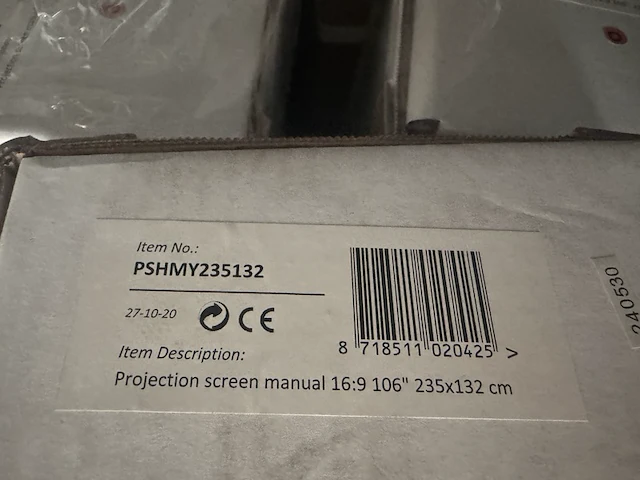 Item No.:
PSHMY235132
27-10-20 CE
Item Description:
Projection screen manual 16:9 106" 235x132 cm
8 718511 020425 >
240530